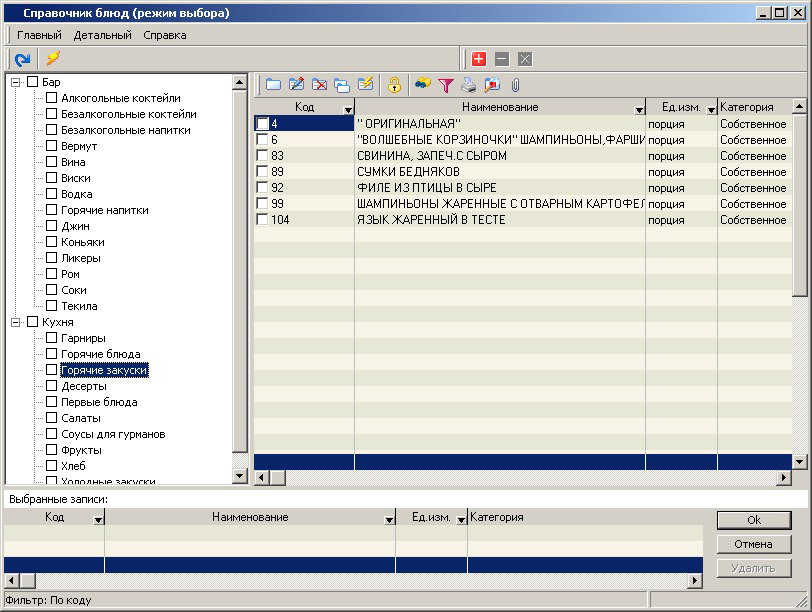 Справочник блюд (режим выбора)
Главный Детальный Справка
Бар
Алкогольные коктейли
Безалкогольные коктейли
Безалкогольные напитки
Вермут
Вина
Виски
Водка
Горячие напитки
Джин
Коньяки
Ликеры
Ром
Соки
Текила
Кухня
Гарниры
Горячие блюда
Горячие закуски
Десерты
Первые блюда
Салаты
Соусы для гурманов
Фрукты
Хлеб
Холодные закуски
Код Наименование Ед.изм. Категория
4 " ОРИГИНАЛЬНАЯ" порция Собственное
6 "ВОЛШЕБНЫЕ КОРЗИНОЧКИ" ШАМПИНЬОНЫ,ФАРШИ порция Собственное
83 СВИНИНА, ЗАПЕЧ.С СЫРОМ порция Собственное
89 СУМКИ БЕДНЯКОВ порция Собственное
92 ФИЛЕ ИЗ ПТИЦЫ В СЫРЕ порция Собственное
99 ШАМПИНЬОНЫ ЖАРЕННЫЕ С ОТВАРНЫМ КАРТОФЕЛ порция Собственное
104 ЯЗЫК ЖАРЕННЫЙ В ТЕСТЕ порция Собственное
Выбранные записи:
Код Наименование Ед.изм. Категория
Ok
Отмена
Удалить
Фильтр: По коду